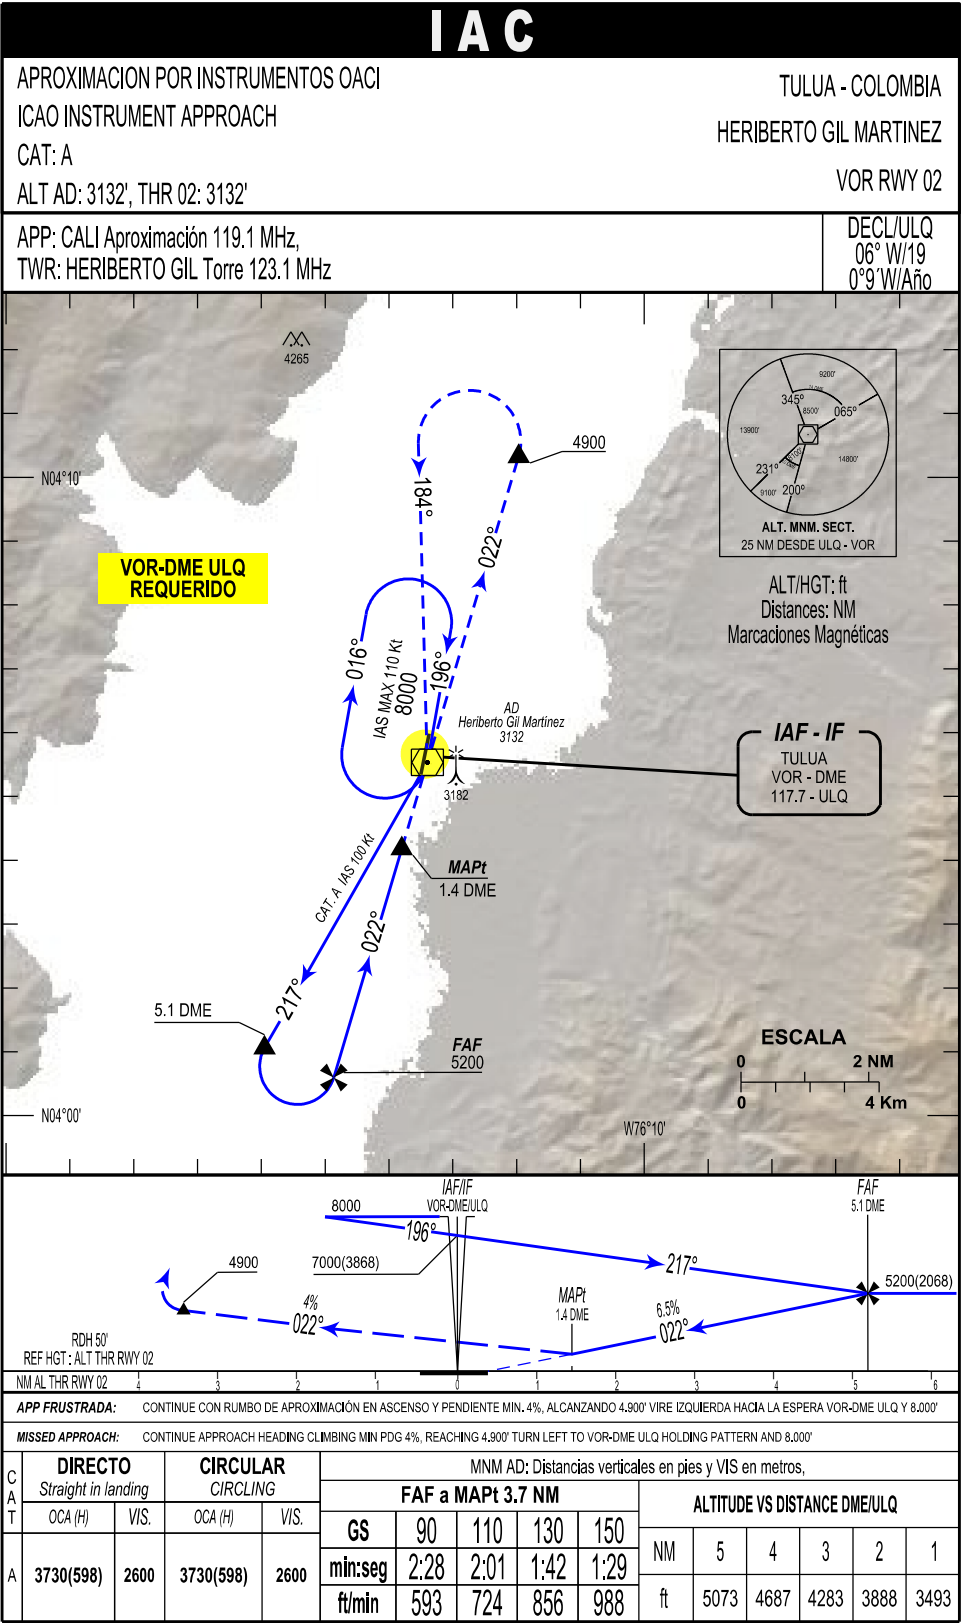 IAC
APROXIMACION POR INSTRUMENTOS OACI
ICAO INSTRUMENT APPROACH
CAT: A
ALT AD: 3132', THR 02: 3132'
TULUA - COLOMBIA
HERIBERTO GIL MARTINEZ
VOR RWY 02
APP: CALI Aproximación 119.1 MHz,
TWR: HERIBERTO GIL Torre 123.1 MHz
DECL/ULQ
06° W/19
0°9'W/Año
4265
4900
N04°10'
184°
022°
VOR-DME ULQ
REQUERIDO
9200'
345°
065°
8500'
13900'
14800'
231°
200°
9100'
ALT. MNM. SECT.
25 NM DESDE ULQ - VOR
ALT/HGT: ft
Distances: NM
Marcaciones Magnéticas
016°
IAS MAX 110 Kt
8000
196°
AD
Heriberto Gil Martínez
3132
3182
IAF - IF
TULUA
VOR - DME
117.7 - ULQ
MAPt
1.4 DME
CAT. A IAS 100 Kt
022°
217°
5.1 DME
FAF
5200
ESCALA
0 2 NM
0 4 Km
N04°00'
W76°10'
IAF/IF
VOR-DME/ULQ
FAF
5.1 DME
8000
196°
4900
7000(3868)
217°
5200(2068)
4%
022°
MAPt
1.4 DME
6.5%
022°
RDH 50'
REF HGT : ALT THR RWY 02
NM AL THR RWY 02 4 3 2 1 0 1 2 3 4 5 6
APP FRUSTRADA: CONTINUE CON RUMBO DE APROXIMACIÓN EN ASCENSO Y PENDIENTE MIN. 4%, ALCANZANDO 4.900' VIRE IZQUIERDA HACIA LA ESPERA VOR-DME ULQ Y 8.000'
MISSED APPROACH: CONTINUE APPROACH HEADING CLIMBING MIN PDG 4%, REACHING 4.900' TURN LEFT TO VOR-DME ULQ HOLDING PATTERN AND 8.000'
CAT
DIRECTO
Straight in landing
CIRCULAR
CIRCLING
OCA (H) VIS. OCA (H) VIS.
A 3730(598) 2600 3730(598) 2600
MNM AD: Distancias verticales en pies y VIS en metros,
FAF a MAPt 3.7 NM
GS 90 110 130 150
min:seg 2:28 2:01 1:42 1:29
ft/min 593 724 856 988
ALTITUDE VS DISTANCE DME/ULQ
NM 5 4 3 2 1
ft 5073 4687 4283 3888 3493